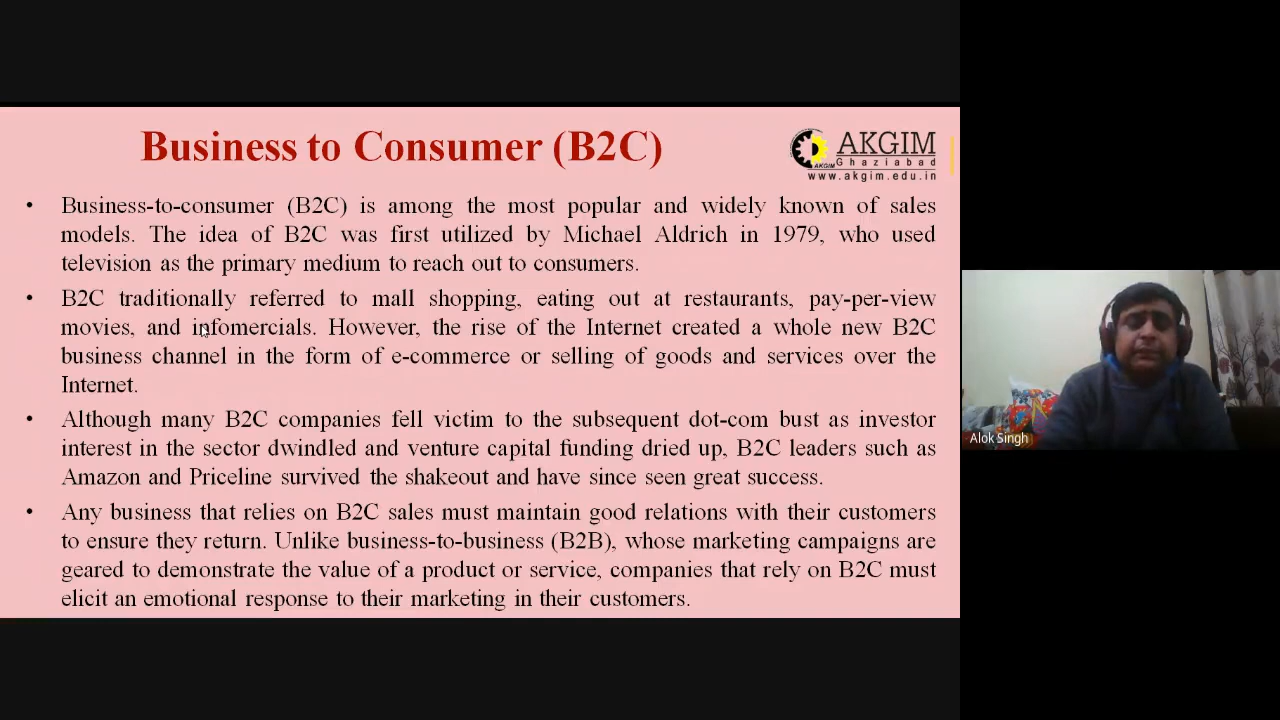 Business to Consumer (B2C)
AKGIM
Ghaziabad
AKGIM
www.akgim.edu.in
• Business-to-consumer (B2C) is among the most popular and widely known of sales
models. The idea of B2C was first utilized by Michael Aldrich in 1979, who used
television as the primary medium to reach out to consumers.
• B2C traditionally referred to mall shopping, eating out at restaurants, pay-per-view
movies, and infomercials. However, the rise of the Internet created a whole new B2C
business channel in the form of e-commerce or selling of goods and services over the
Internet.
• Although many B2C companies fell victim to the subsequent dot-com bust as investor
interest in the sector dwindled and venture capital funding dried up, B2C leaders such as
Amazon and Priceline survived the shakeout and have since seen great success.
• Any business that relies on B2C sales must maintain good relations with their customers
to ensure they return. Unlike business-to-business (B2B), whose marketing campaigns are
geared to demonstrate the value of a product or service, companies that rely on B2C must
elicit an emotional response to their marketing in their customers.
Alok Singh